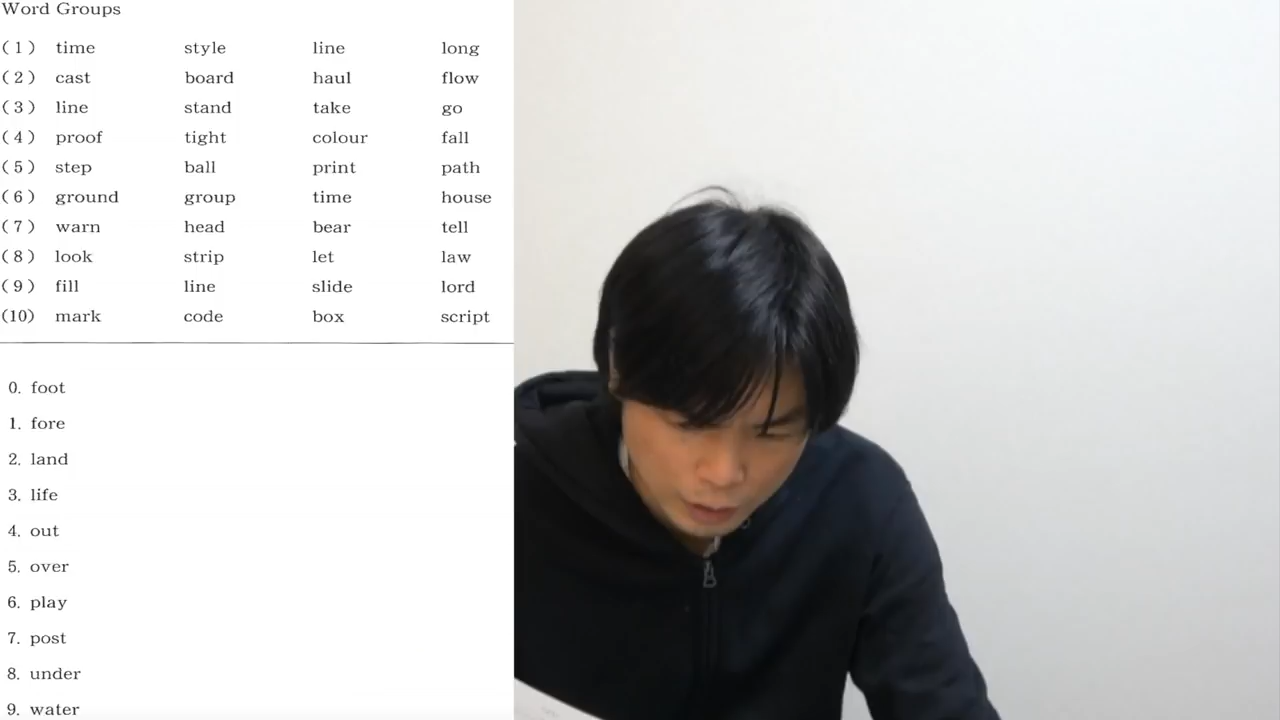 Word Groups
(1) time style line long
(2) cast board haul flow
(3) line stand take go
(4) proof tight colour fall
(5) step ball print path
(6) ground group time house
(7) warn head bear tell
(8) look strip let law
(9) fill line slide lord
(10) mark code box script
0. foot
1. fore
2. land
3. life
4. out
5. over
6. play
7. post
8. under
9. water